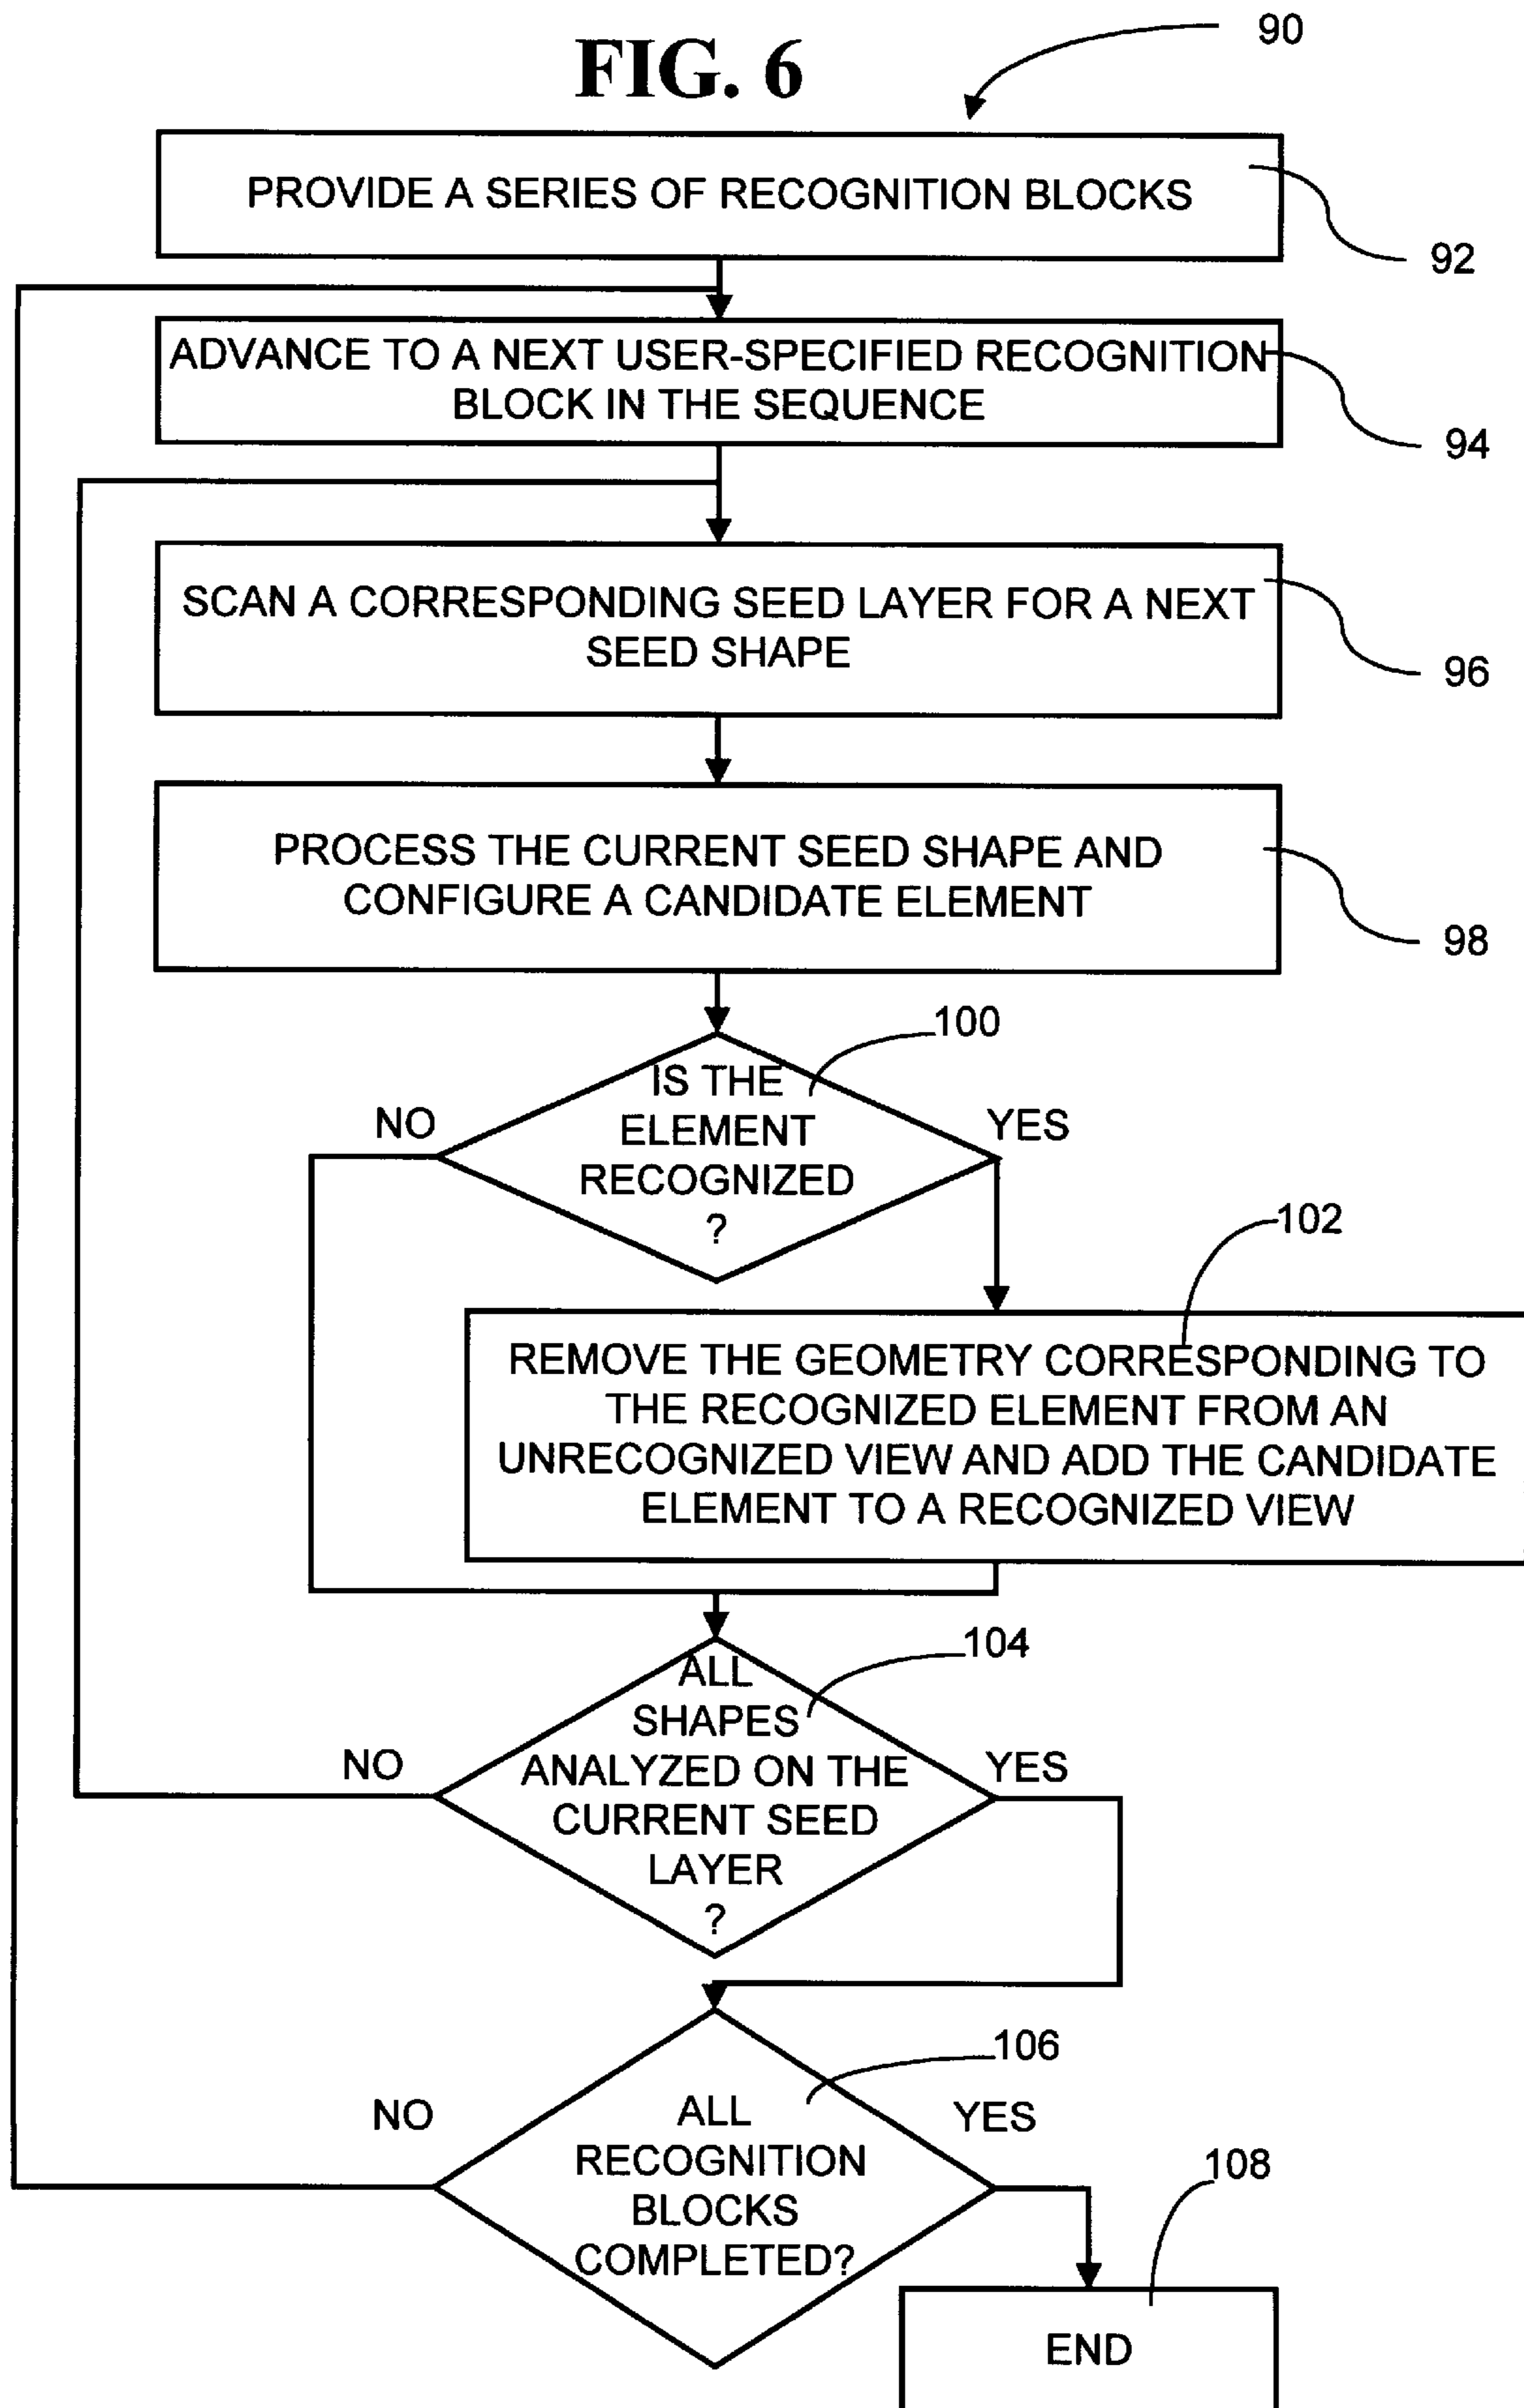 FIG. 6
90
PROVIDE A SERIES OF RECOGNITION BLOCKS
92
ADVANCE TO A NEXT USER-SPECIFIED RECOGNITION
BLOCK IN THE SEQUENCE
94
SCAN A CORRESPONDING SEED LAYER FOR A NEXT
SEED SHAPE
96
PROCESS THE CURRENT SEED SHAPE AND
CONFIGURE A CANDIDATE ELEMENT
98
100
IS THE
ELEMENT
RECOGNIZED
?
NO
YES
102
REMOVE THE GEOMETRY CORRESPONDING TO
THE RECOGNIZED ELEMENT FROM AN
UNRECOGNIZED VIEW AND ADD THE CANDIDATE
ELEMENT TO A RECOGNIZED VIEW
104
ALL
SHAPES
ANALYZED ON THE
CURRENT SEED
LAYER
?
NO
YES
106
ALL
RECOGNITION
BLOCKS
COMPLETED?
NO
YES
108
END